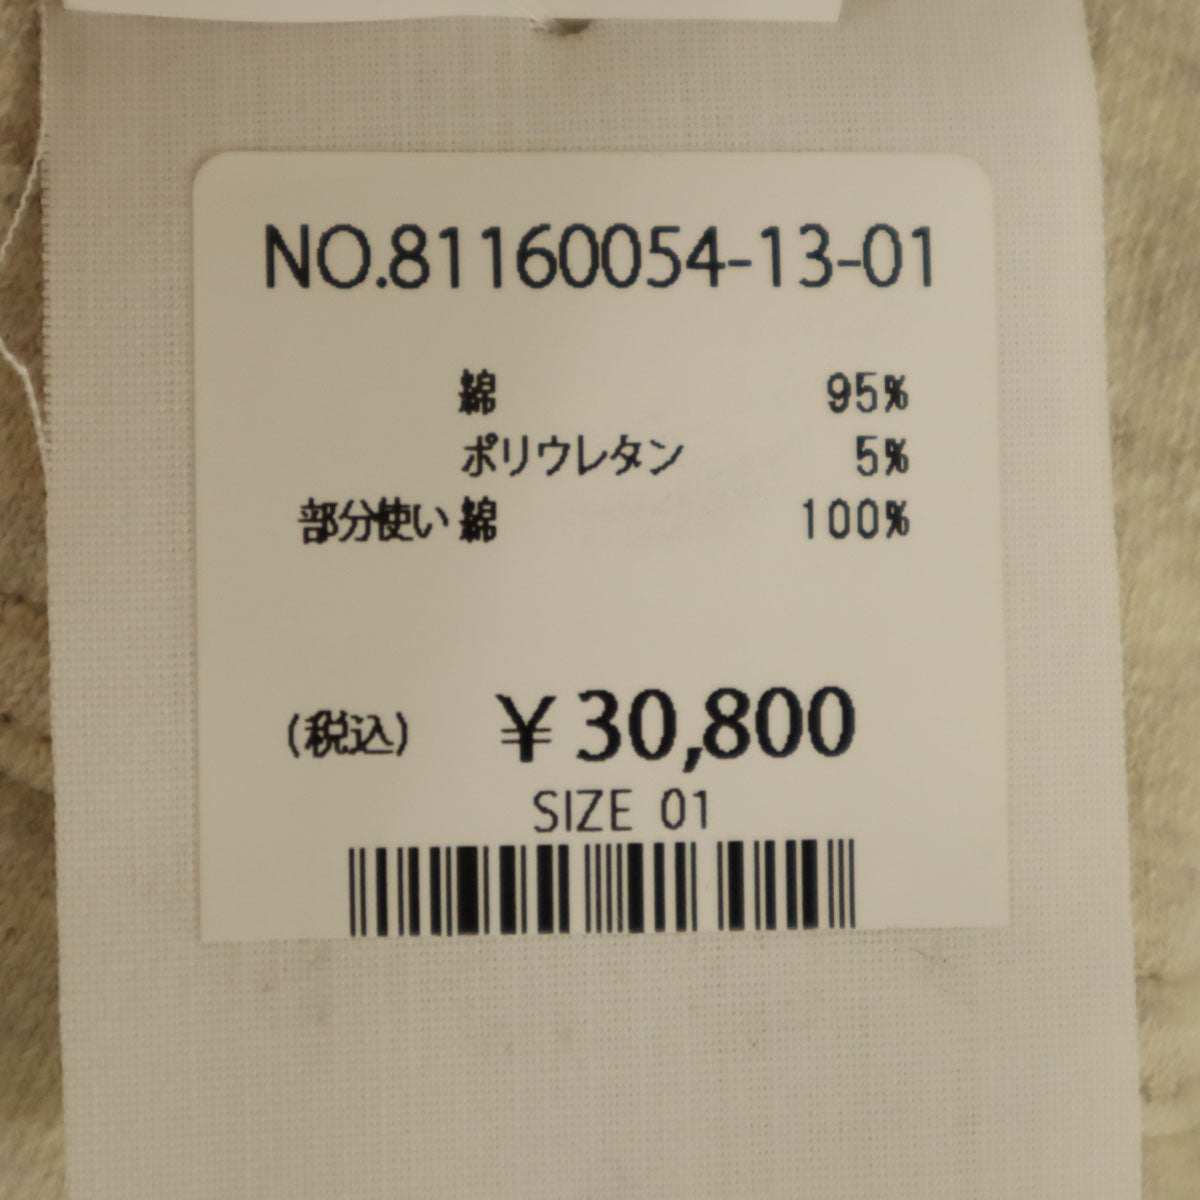 NO.81160054-13-01
綿 95%
ポリウレタン 5%
部分使い 綿 100%
(税込) ¥30,800
SIZE 01